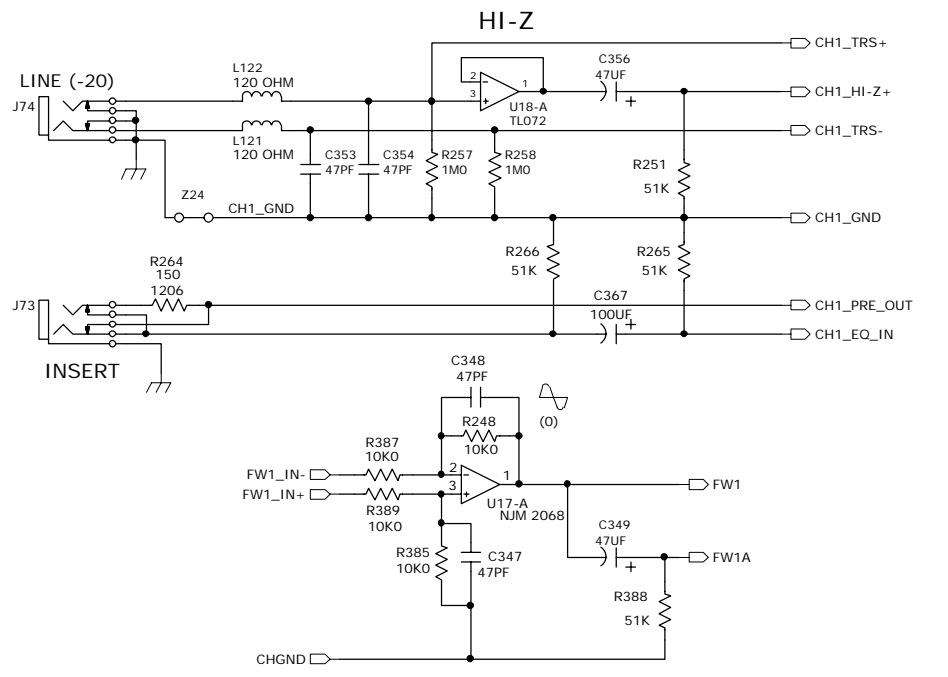 HI-Z
CH1_TRS+
C356
47UF
+
LINE (-20)
L122
120 OHM
2
-
1
3
+
U18-A
TL072
CH1_HI-Z+
J74
CH1_TRS-
L121
120 OHM
C353
47PF
C354
47PF
R257
1M0
R258
1M0
R251
51K
Z24
CH1_GND
CH1_GND
R264
150
1206
R266
51K
R265
51K
J73
C367
100UF
+
CH1_PRE_OUT
CH1_EQ_IN
INSERT
C348
47PF
(0)
R248
10K0
R387
10K0
FW1_IN-
2
-
1
FW1
FW1_IN+
3
+
R389
10K0
U17-A
NJM 2068
C349
47UF
+
FW1A
R385
10K0
C347
47PF
R388
51K
CHGND